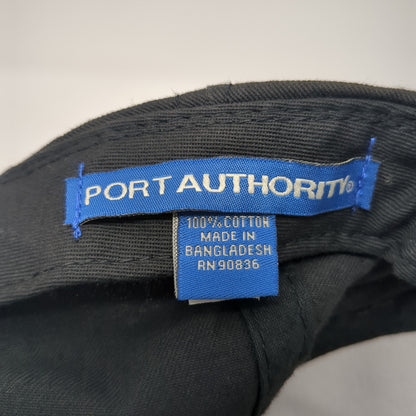 PORT AUTHORITY®
100% COTTON
MADE IN
BANGLADESH
RN 90836